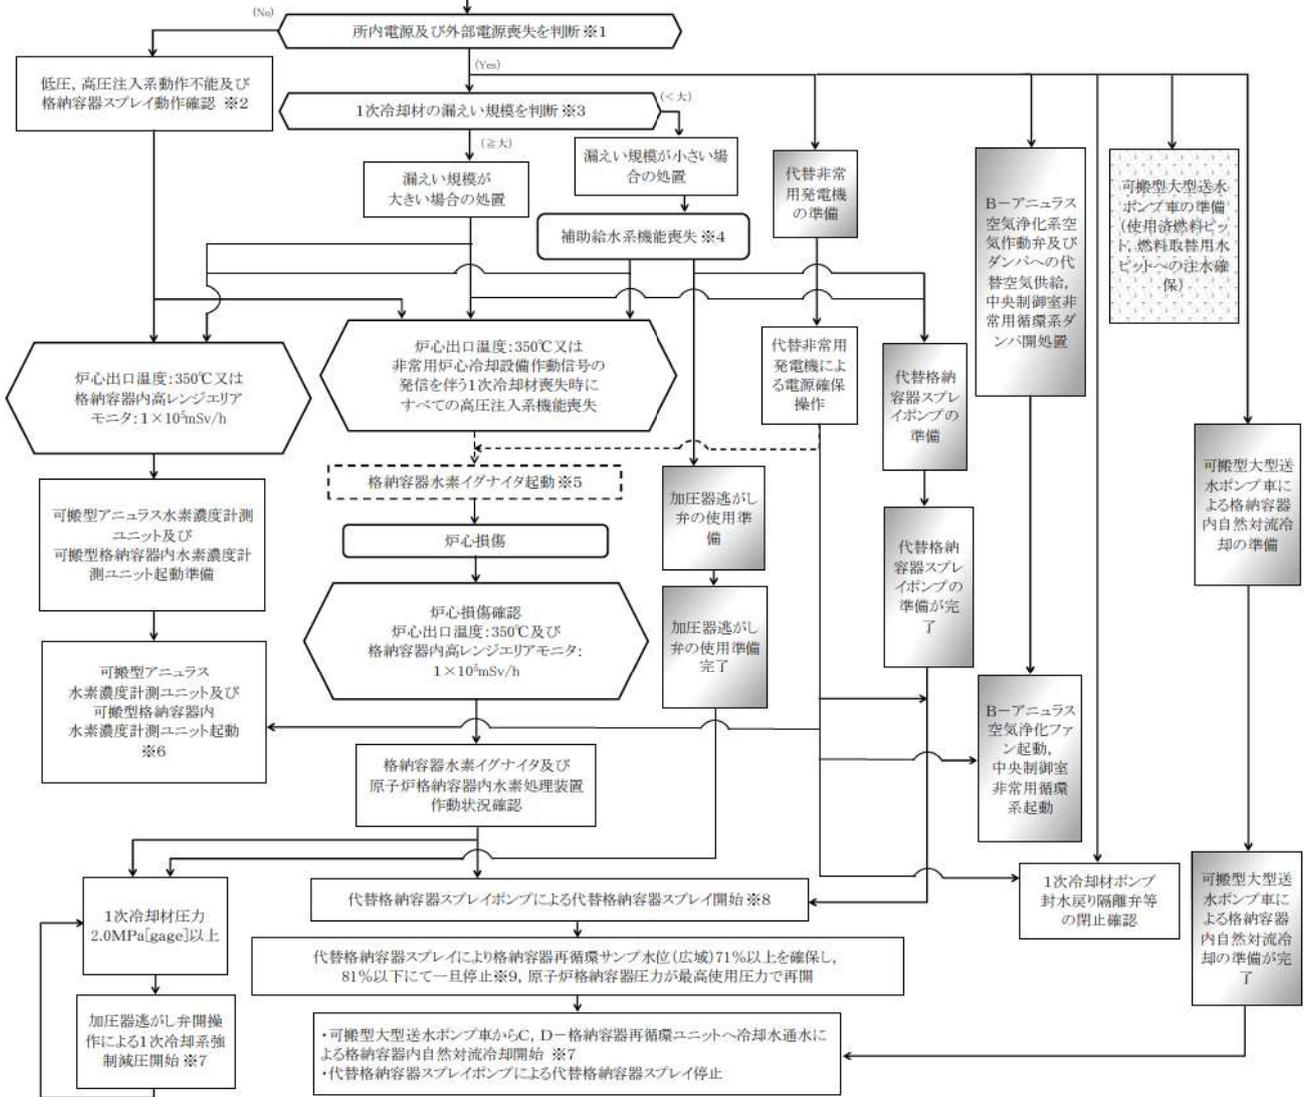 (No)
所内電源及び外部電源喪失を判断※1
(Yes)
低圧, 高圧注入系動作不能及び
格納容器スプレイ動作確認 ※2
1次冷却材の漏えい規模を判断※3
(<大)
(≧大)
漏えい規模が
大きい場合の処置
漏えい規模が小さい場
合の処置
補助給水系機能喪失※4
代替非常
用発電機
の準備
B-アニュラス
空気浄化系空
気作動弁及び
ダンパへの代
替空気供給,
中央制御室非
常用循環系ダ
ンパ開処置
可搬型大型送水
ポンプ車の準備
(使用済燃料ピッ
ト, 燃料取替用水
ピットへの注水確
保)
炉心出口温度:350℃又は
格納容器内高レンジエリア
モニタ:1×10⁵mSv/h
炉心出口温度:350℃又は
非常用炉心冷却設備作動信号の
発信を伴う1次冷却材喪失時に
すべての高圧注入系機能喪失
代替非常用
発電機によ
る電源確保
操作
代替格納
容器スプレ
イポンプの
準備
可搬型大型送
水ポンプ車に
よる格納容器
内自然対流冷
却の準備
格納容器水素イグナイタ起動※5
加圧器逃がし
弁の使用準
備
可搬型アニュラス水素濃度計測
ユニット及び
可搬型格納容器内水素濃度計
測ユニット起動準備
炉心損傷
代替格納
容器スプレ
イポンプの
準備が完
了
炉心損傷確認
炉心出口温度:350℃及び
格納容器内高レンジエリアモニタ:
1×10⁵mSv/h
加圧器逃がし
弁の使用準備
完了
可搬型アニュラス
水素濃度計測ユニット及び
可搬型格納容器内
水素濃度計測ユニット起動
※6
B-アニュラス
空気浄化ファ
ン起動,
中央制御室
非常用循環
系起動
格納容器水素イグナイタ及び
原子炉格納容器内水素処理装置
作動状況確認
1次冷却材圧力
2.0MPa[gage]以上
代替格納容器スプレイポンプによる代替格納容器スプレイ開始※8
1次冷却材ポンプ
封水戻り隔離弁等
の閉止確認
可搬型大型送
水ポンプ車に
よる格納容器
内自然対流冷
却の準備が完
了
代替格納容器スプレイにより格納容器再循環サンプ水位(広域)71%以上を確保し,
81%以下にて一旦停止※9, 原子炉格納容器圧力が最高使用圧力で再開
加圧器逃がし弁開操
作による1次冷却系強
制減圧開始 ※7
・可搬型大型送水ポンプ車からC, D-格納容器再循環ユニットへ冷却水通水に
よる格納容器内自然対流冷却開始 ※7
・代替格納容器スプレイポンプによる代替格納容器スプレイ停止